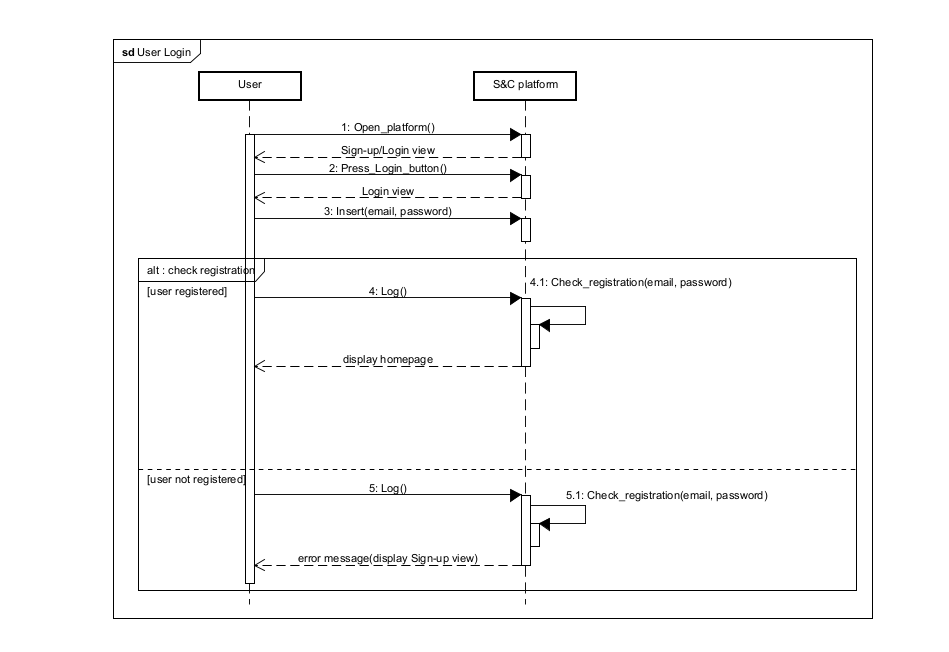 sd User Login
User
S&C platform
1: Open_platform()
Sign-up/Login view
2: Press_Login_button()
Login view
3: Insert(email, password)
alt : check registration
4.1: Check_registration(email, password)
[user registered]
4: Log()
display homepage
[user not registered]
5: Log()
5.1: Check_registration(email, password)
error message(display Sign-up view)